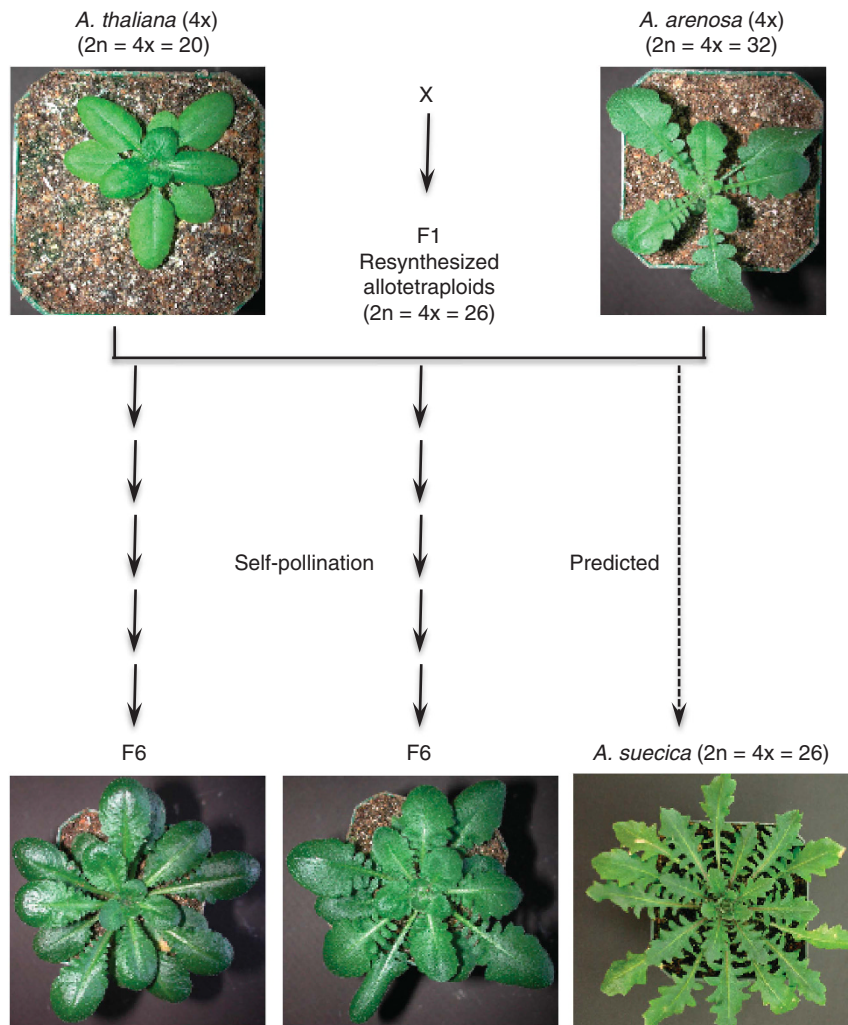 A. thaliana (4x)
(2n = 4x = 20)
A. arenosa (4x)
(2n = 4x = 32)
X
F1
Resynthesized
allotetraploids
(2n = 4x = 26)
Self-pollination
Predicted
F6
F6
A. suecica (2n = 4x = 26)